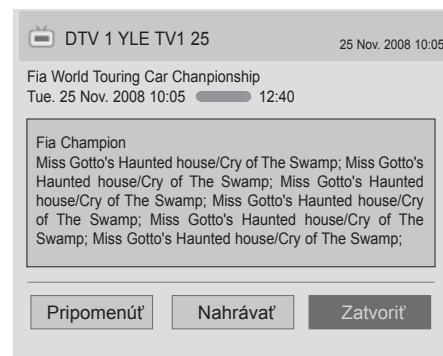 DTV 1 YLE TV1 25
25 Nov. 2008 10:05
Fia World Touring Car Chanpionship
Tue. 25 Nov. 2008 10:05 12:40
Fia Champion
Miss Gotto's Haunted house/Cry of The Swamp; Miss Gotto's
Haunted house/Cry of The Swamp; Miss Gotto's Haunted
house/Cry of The Swamp; Miss Gotto's Haunted house/Cry
of The Swamp; Miss Gotto's Haunted house/Cry of The
Swamp; Miss Gotto's Haunted house/Cry of The Swamp;
Pripomenúť Nahrávať Zatvoriť